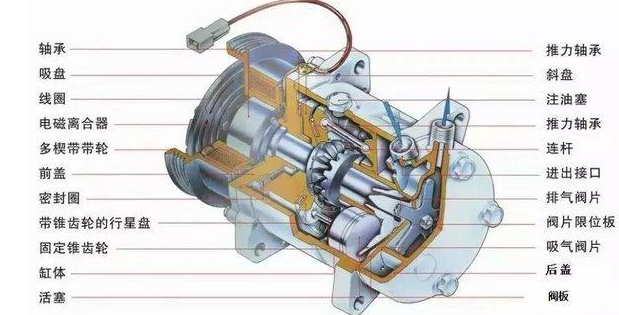 轴承
吸盘
线圈
电磁离合器
多楔带带轮
前盖
密封圈
带锥齿轮的行星盘
固定锥齿轮
缸体
活塞
推力轴承
斜盘
注油塞
推力轴承
连杆
进出接口
排气阀片
阀片限位板
吸气阀片
后盖
阀板